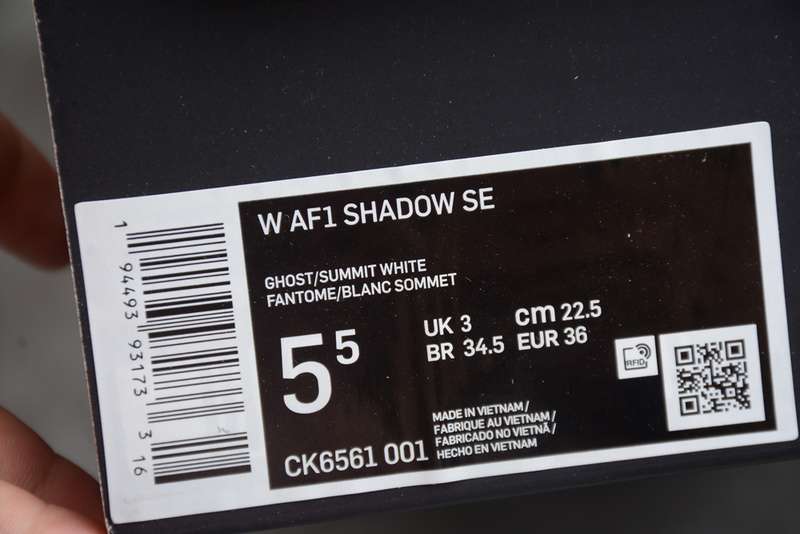 W AF1 SHADOW SE
GHOST/SUMMIT WHITE
FANTOME/BLANC SOMMET
5 5
UK 3 cm 22.5
BR 34.5 EUR 36
RFID
MADE IN VIETNAM/
FABRIQUE AU VIETNAM/
FABRICADO NO VIETNÃ/
HECHO EN VIETNAM
CK6561 001
1 94493 93173 3 16